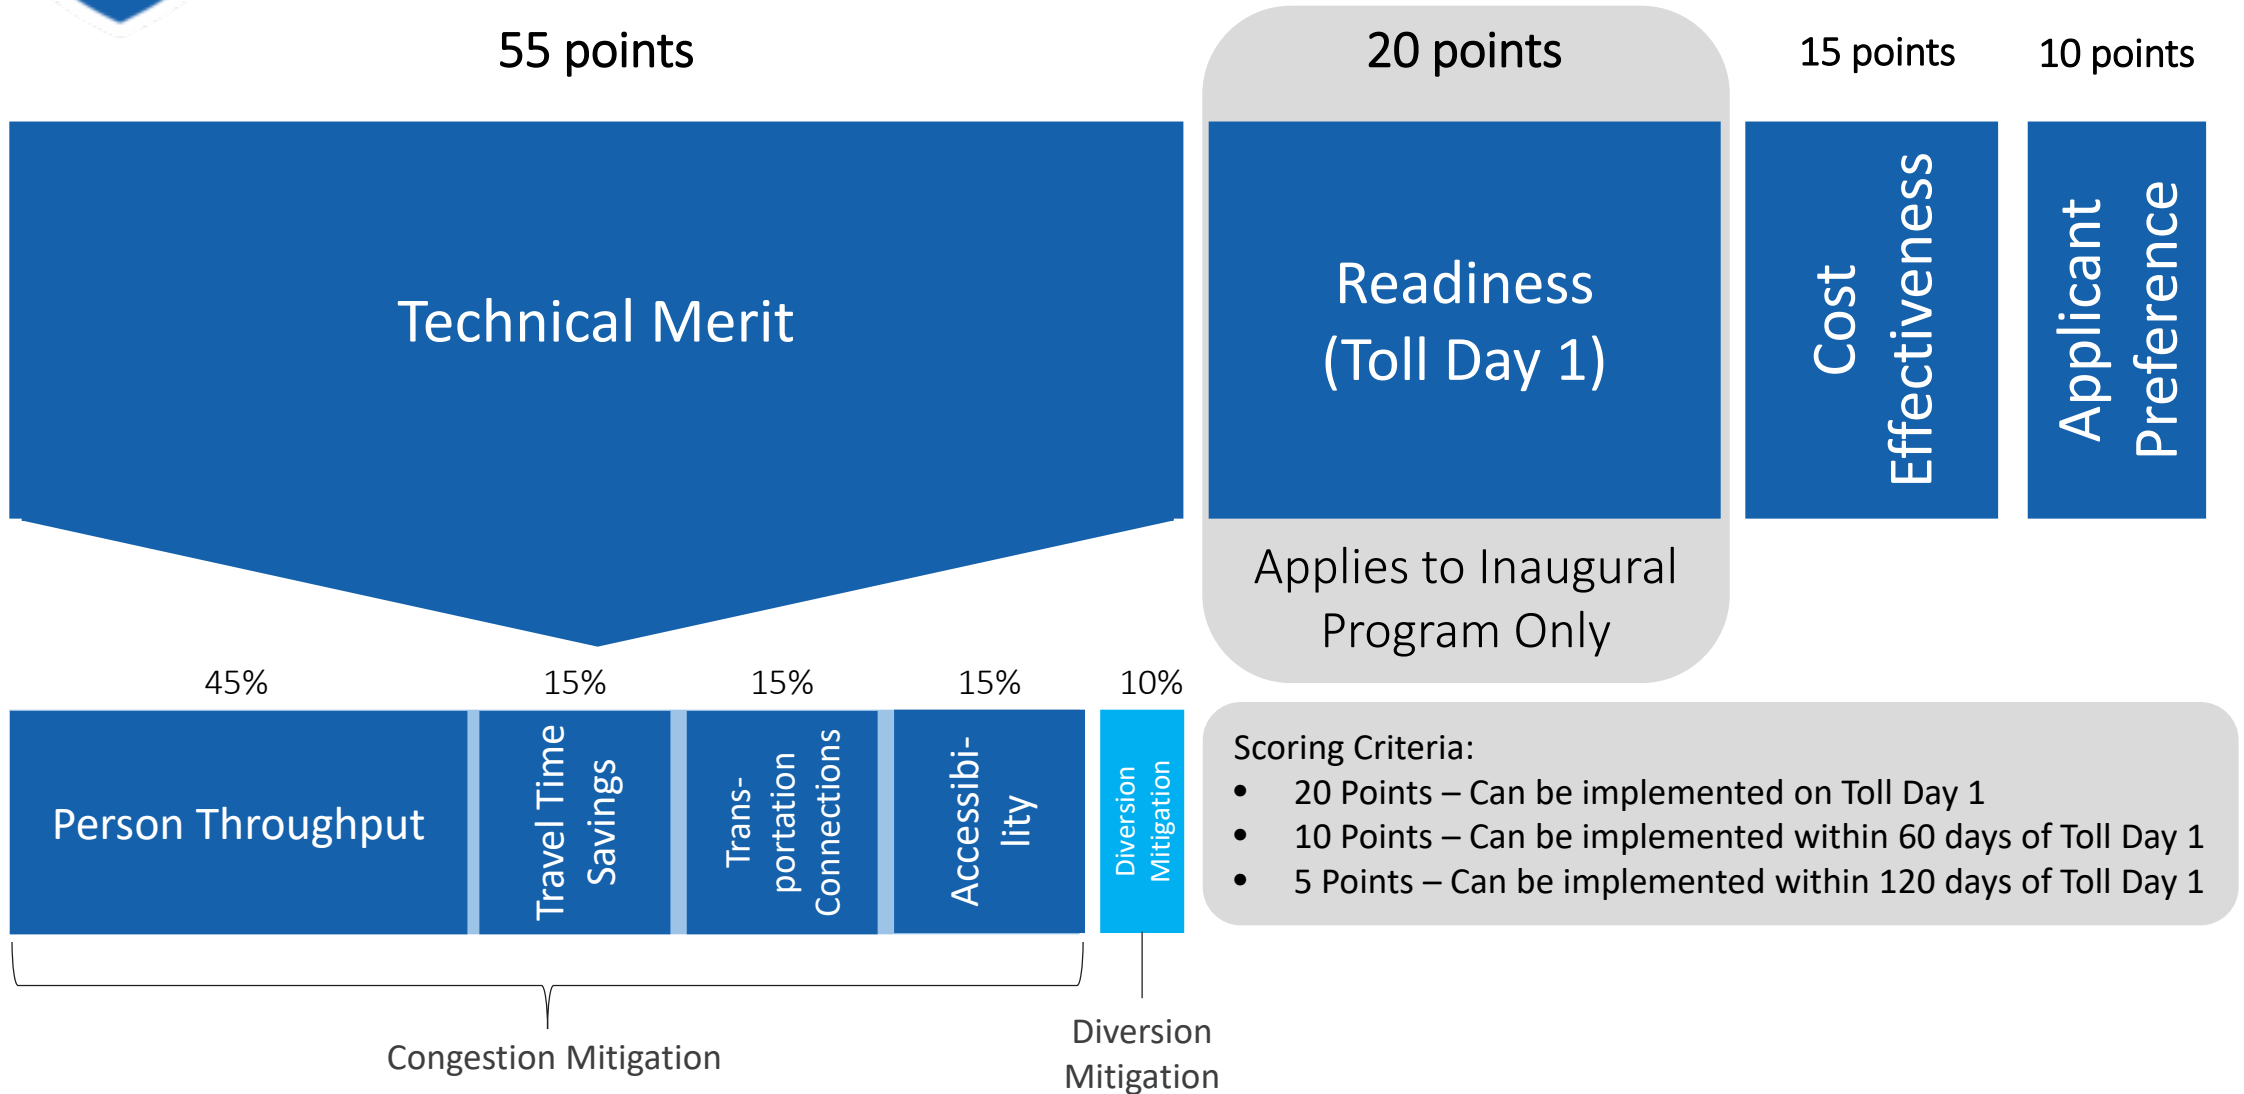 55 points
20 points
15 points
10 points
Technical Merit
Readiness
(Toll Day 1)
Cost
Effectiveness
Applicant
Preference
Applies to Inaugural
Program Only
45%
15%
15%
15%
10%
Person Throughput
Travel Time
Savings
Trans-
portation
Connections
Accessibi-
lity
Diversion
Mitigation
Scoring Criteria:
• 20 Points – Can be implemented on Toll Day 1
• 10 Points – Can be implemented within 60 days of Toll Day 1
• 5 Points – Can be implemented within 120 days of Toll Day 1
Congestion Mitigation
Diversion
Mitigation